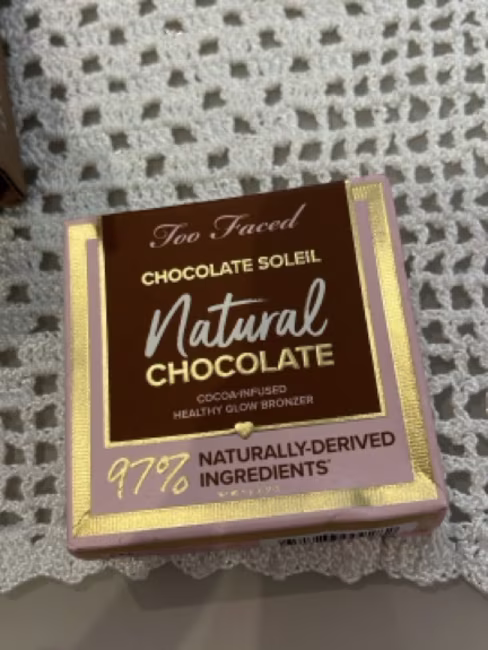 Too Faced
CHOCOLATE SOLEIL
Natural
CHOCOLATE
COCOA-INFUSED
HEALTHY GLOW BRONZER
97% NATURALLY-DERIVED
INGREDIENTS*